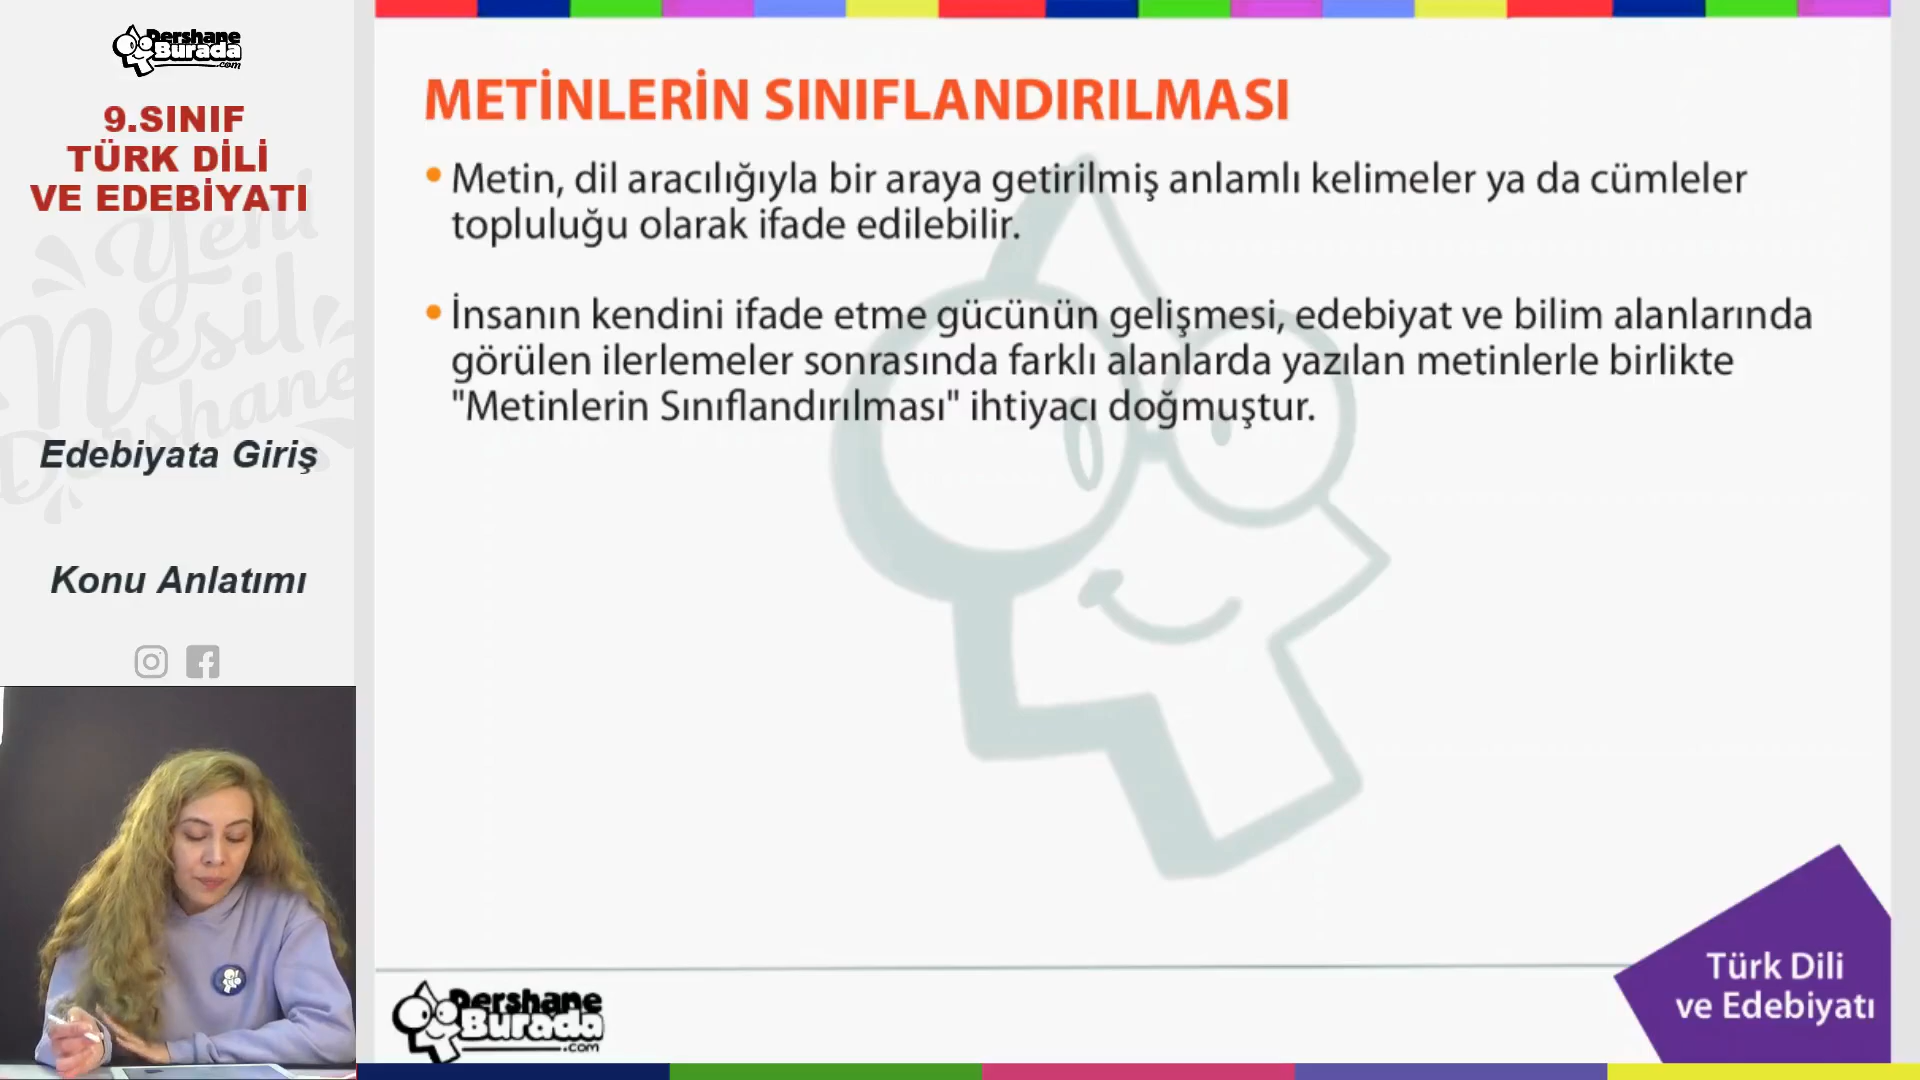 Dershane
Burada
.com
9.SINIF
TÜRK DİLİ
VE EDEBİYATI
Yeni
Nesil
Dershane
Edebiyata Giriş
Konu Anlatımı
METİNLERİN SINIFLANDIRILMASI
• Metin, dil aracılığıyla bir araya getirilmiş anlamlı kelimeler ya da cümleler
topluluğu olarak ifade edilebilir.
• İnsanın kendini ifade etme gücünün gelişmesi, edebiyat ve bilim alanlarında
görülen ilerlemeler sonrasında farklı alanlarda yazılan metinlerle birlikte
"Metinlerin Sınıflandırılması" ihtiyacı doğmuştur.
Dershane
Burada
.com
Türk Dili
ve Edebiyatı